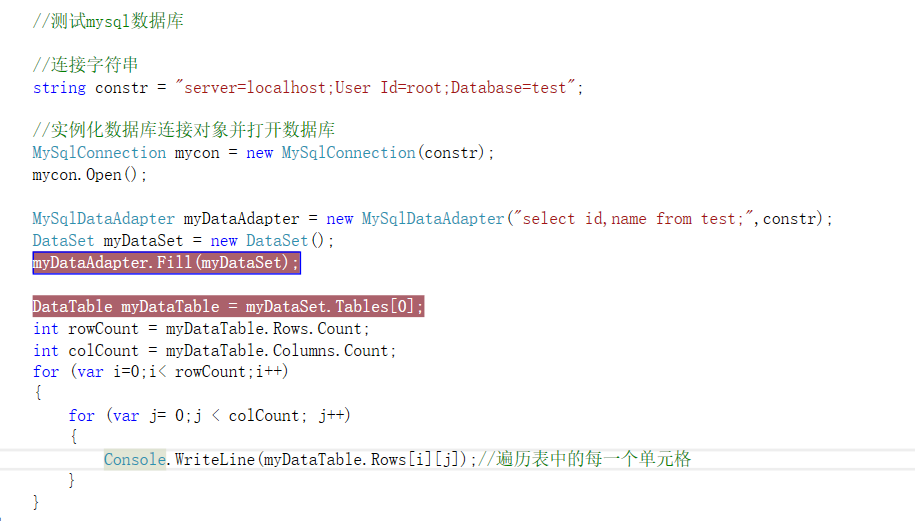 //测试mysql数据库
//连接字符串
string constr = "server=localhost;User Id=root;Database=test";
//实例化数据库连接对象并打开数据库
MySqlConnection mycon = new MySqlConnection(constr);
mycon.Open();
MySqlDataAdapter myDataAdapter = new MySqlDataAdapter("select id,name from test;",constr);
DataSet myDataSet = new DataSet();
myDataAdapter.Fill(myDataSet);
DataTable myDataTable = myDataSet.Tables[0];
int rowCount = myDataTable.Rows.Count;
int colCount = myDataTable.Columns.Count;
for (var i=0;i< rowCount;i++)
{
for (var j= 0;j < colCount; j++)
{
Console.WriteLine(myDataTable.Rows[i][j]);//遍历表中的每一个单元格
}
}